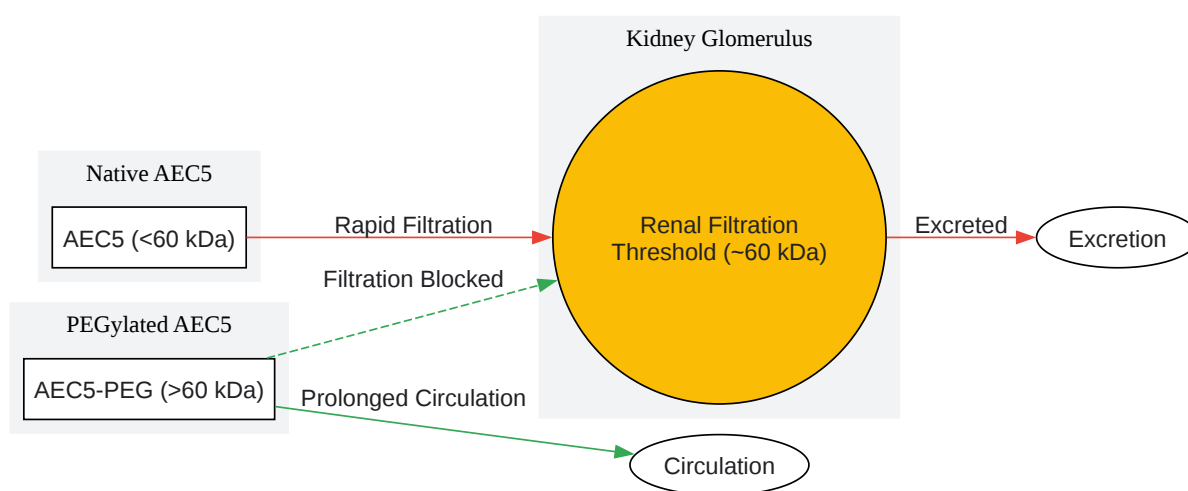 Kidney Glomerulus
Native AEC5
AEC5 (<60 kDa)
Rapid Filtration
Renal Filtration
Threshold (~60 kDa)
Excreted
Excretion
Filtration Blocked
PEGylated AEC5
AEC5-PEG (>60 kDa)
Prolonged Circulation
Circulation